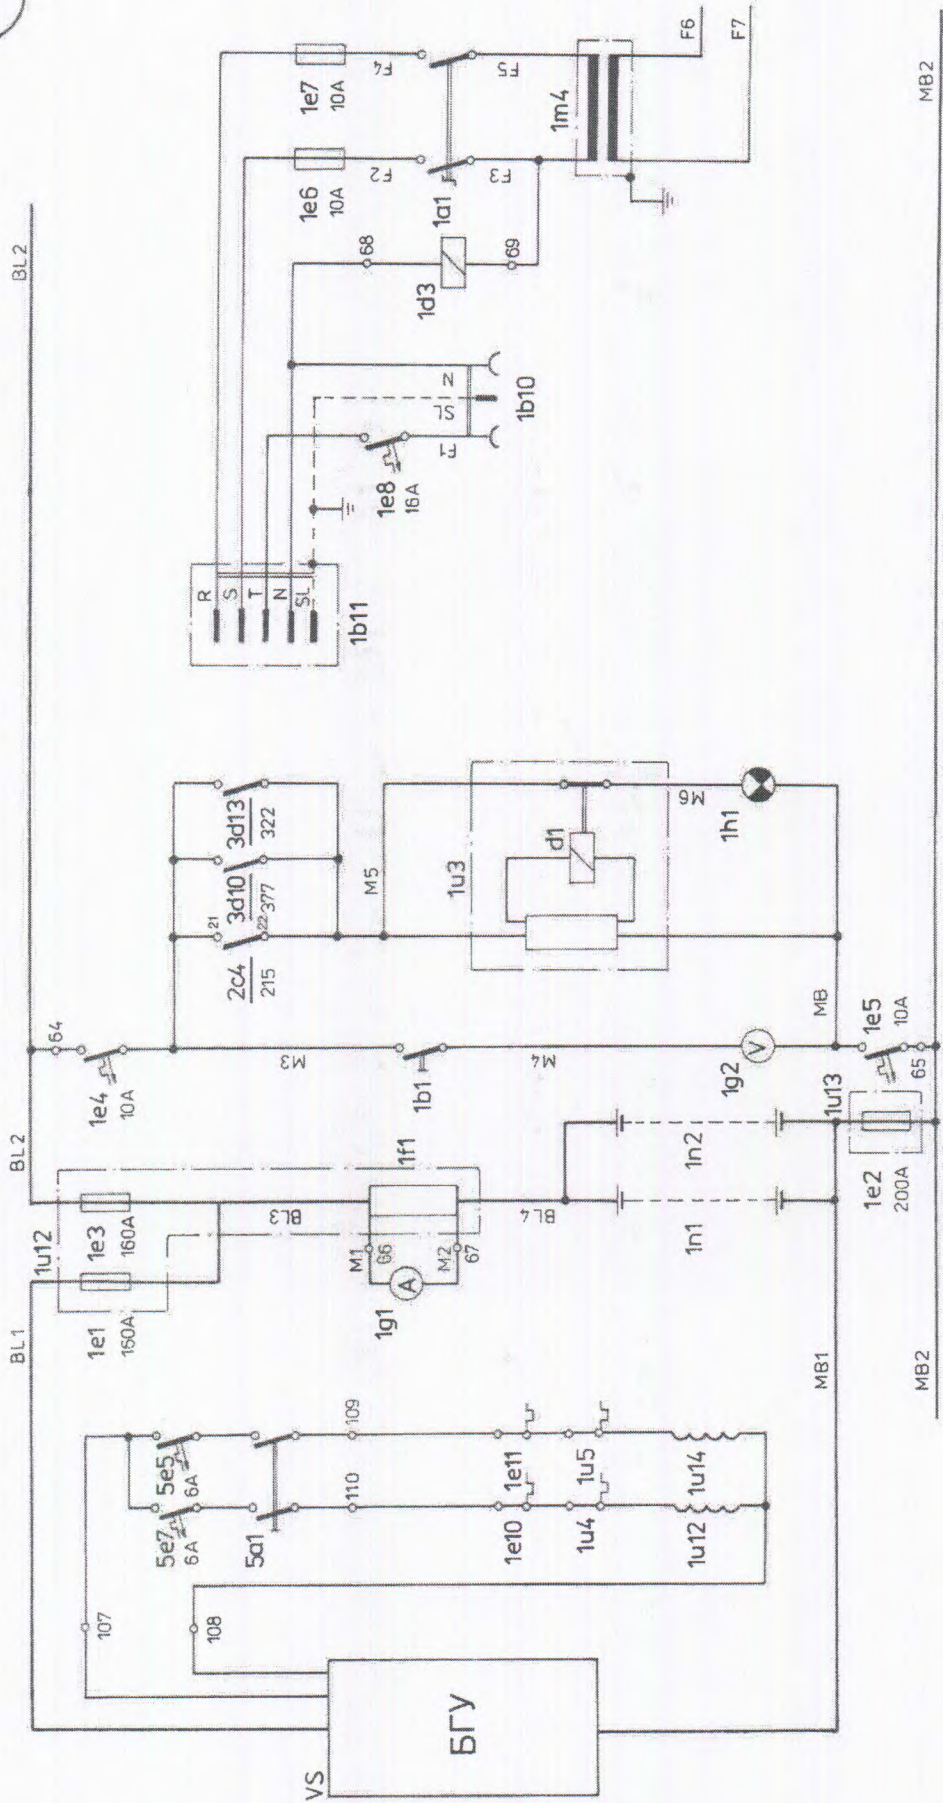 BL1
BL2
BL2
VS
БГУ
107
108
5e7
6A
5e5
6A
5a1
110
109
1e10
1e11
1u4
1u5
1u12
1u14
MB1
MB2
1u12
1e1
160A
1e3
160A
BL3
1f1
M1
66
M2
67
1g1
A
BL4
1n1
1n2
1u13
1e2
200A
64
1e4
10A
M3
1b1
M4
1g2
V
MB
1e5
10A
65
21
22
2c4
215
3d10
377
3d13
322
M5
1u3
d1
M6
1h1
R
S
T
N
SL
1b11
1e8
16A
F1
SL
N
1b10
68
1d3
69
1e6
10A
1e7
10A
F2
F4
1a1
F3
F5
1m4
F6
F7
MB2